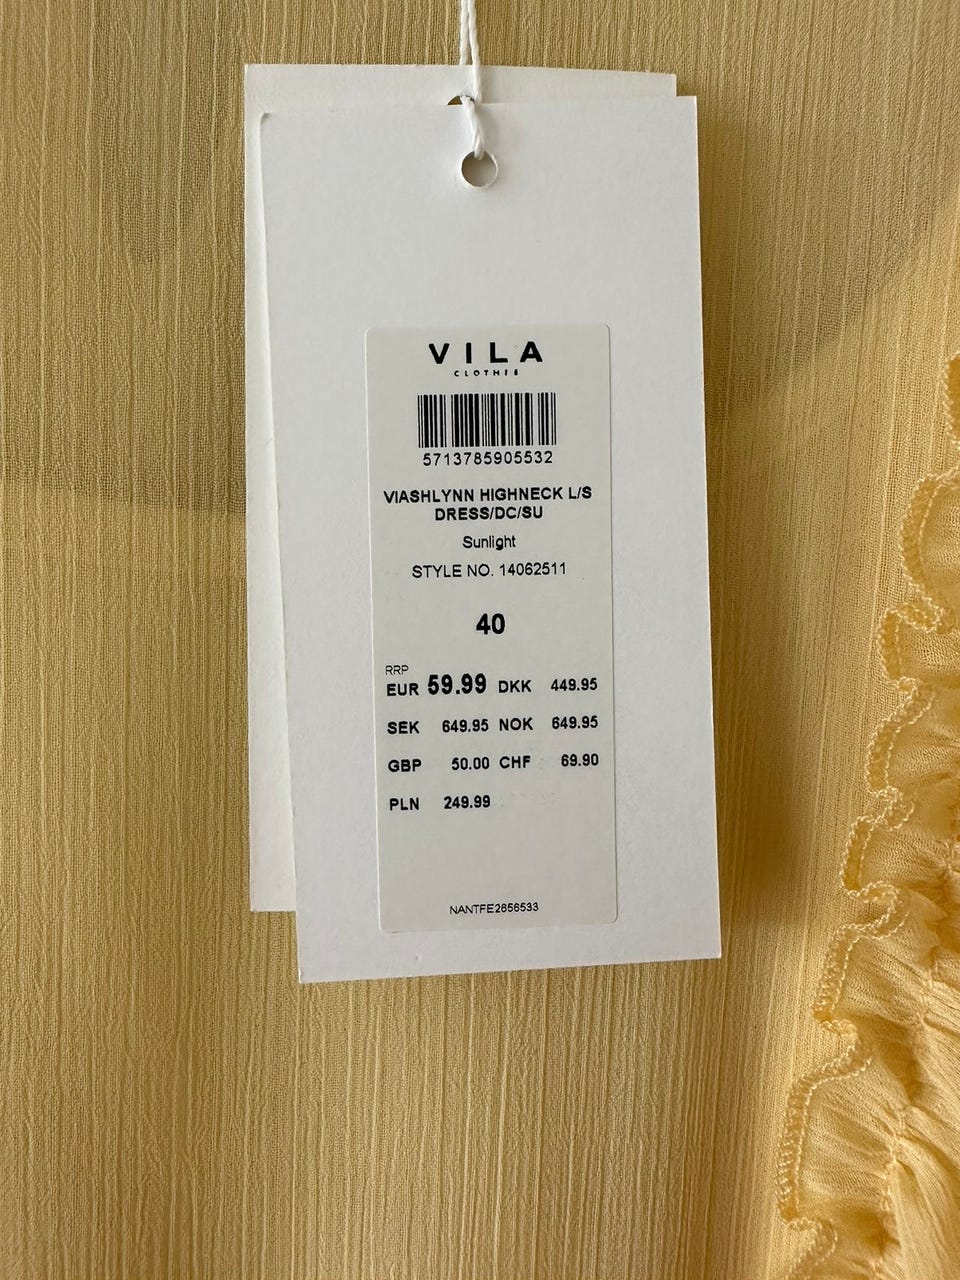 VILA
CLOTHES
5713785905532
VIASHLYNN HIGHNECK L/S
DRESS/DC/SU
Sunlight
STYLE NO. 14062511
40
RRP
EUR 59.99 DKK 449.95
SEK 649.95 NOK 649.95
GBP 50.00 CHF 69.90
PLN 249.99
NANTFE2656533